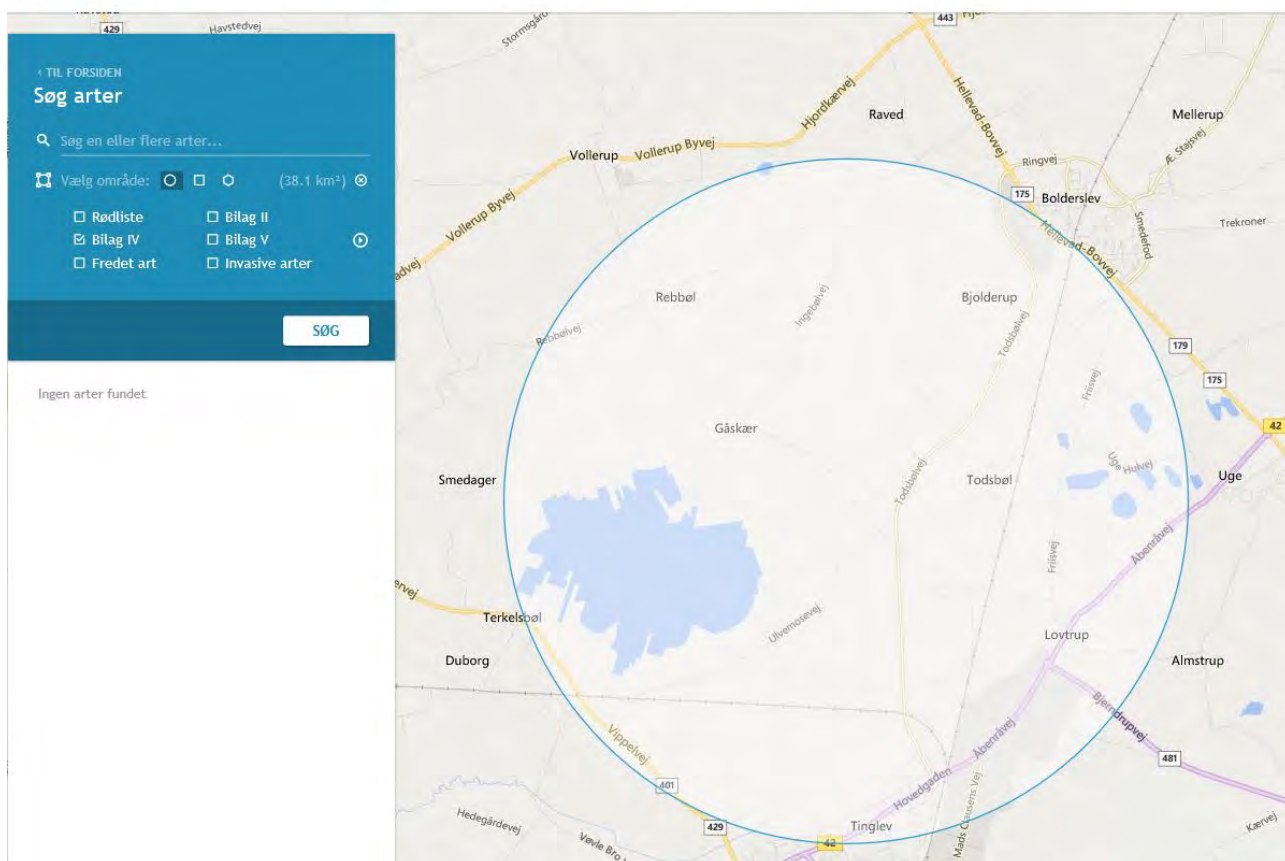 ‹ TIL FORSIDEN
Søg arter
Søg en eller flere arter...
Vælg område: (38.1 km²)
Rødliste Bilag II
Bilag IV Bilag V
Fredet art Invasive arter
SØG
Ingen arter fundet
429
Havstedvej
443
Raved
Mellerup
Hjordkærvej
Hellevad-Bovvej
Æ. Stajsvej
Vollerup
Vollerup Byvej
Ringvej
175
Bolderslev
Smedefod
Trekroner
Vollerup Byvej
Hellevad-Bovvej
Rebbøl
Ingebølvej
Bjolderup
Rebbølvej
Todsbølvej
179
Friisvej
175
42
Gåskær
Smedager
Todsbølvej
Todsbøl
Uge Hulvej
Uge
Åbenråvej
Friisvej
Terkelsbøl
Ulvemosevej
Lovtrup
Duborg
Almstrup
Bjerndrupvej
Vippelvej
Åbenråvej
481
401
Hovedgaden
Hedegårdevej
429
Tinglev
42
Mads Clausens Vej
Kærvej
Vøvle Bro